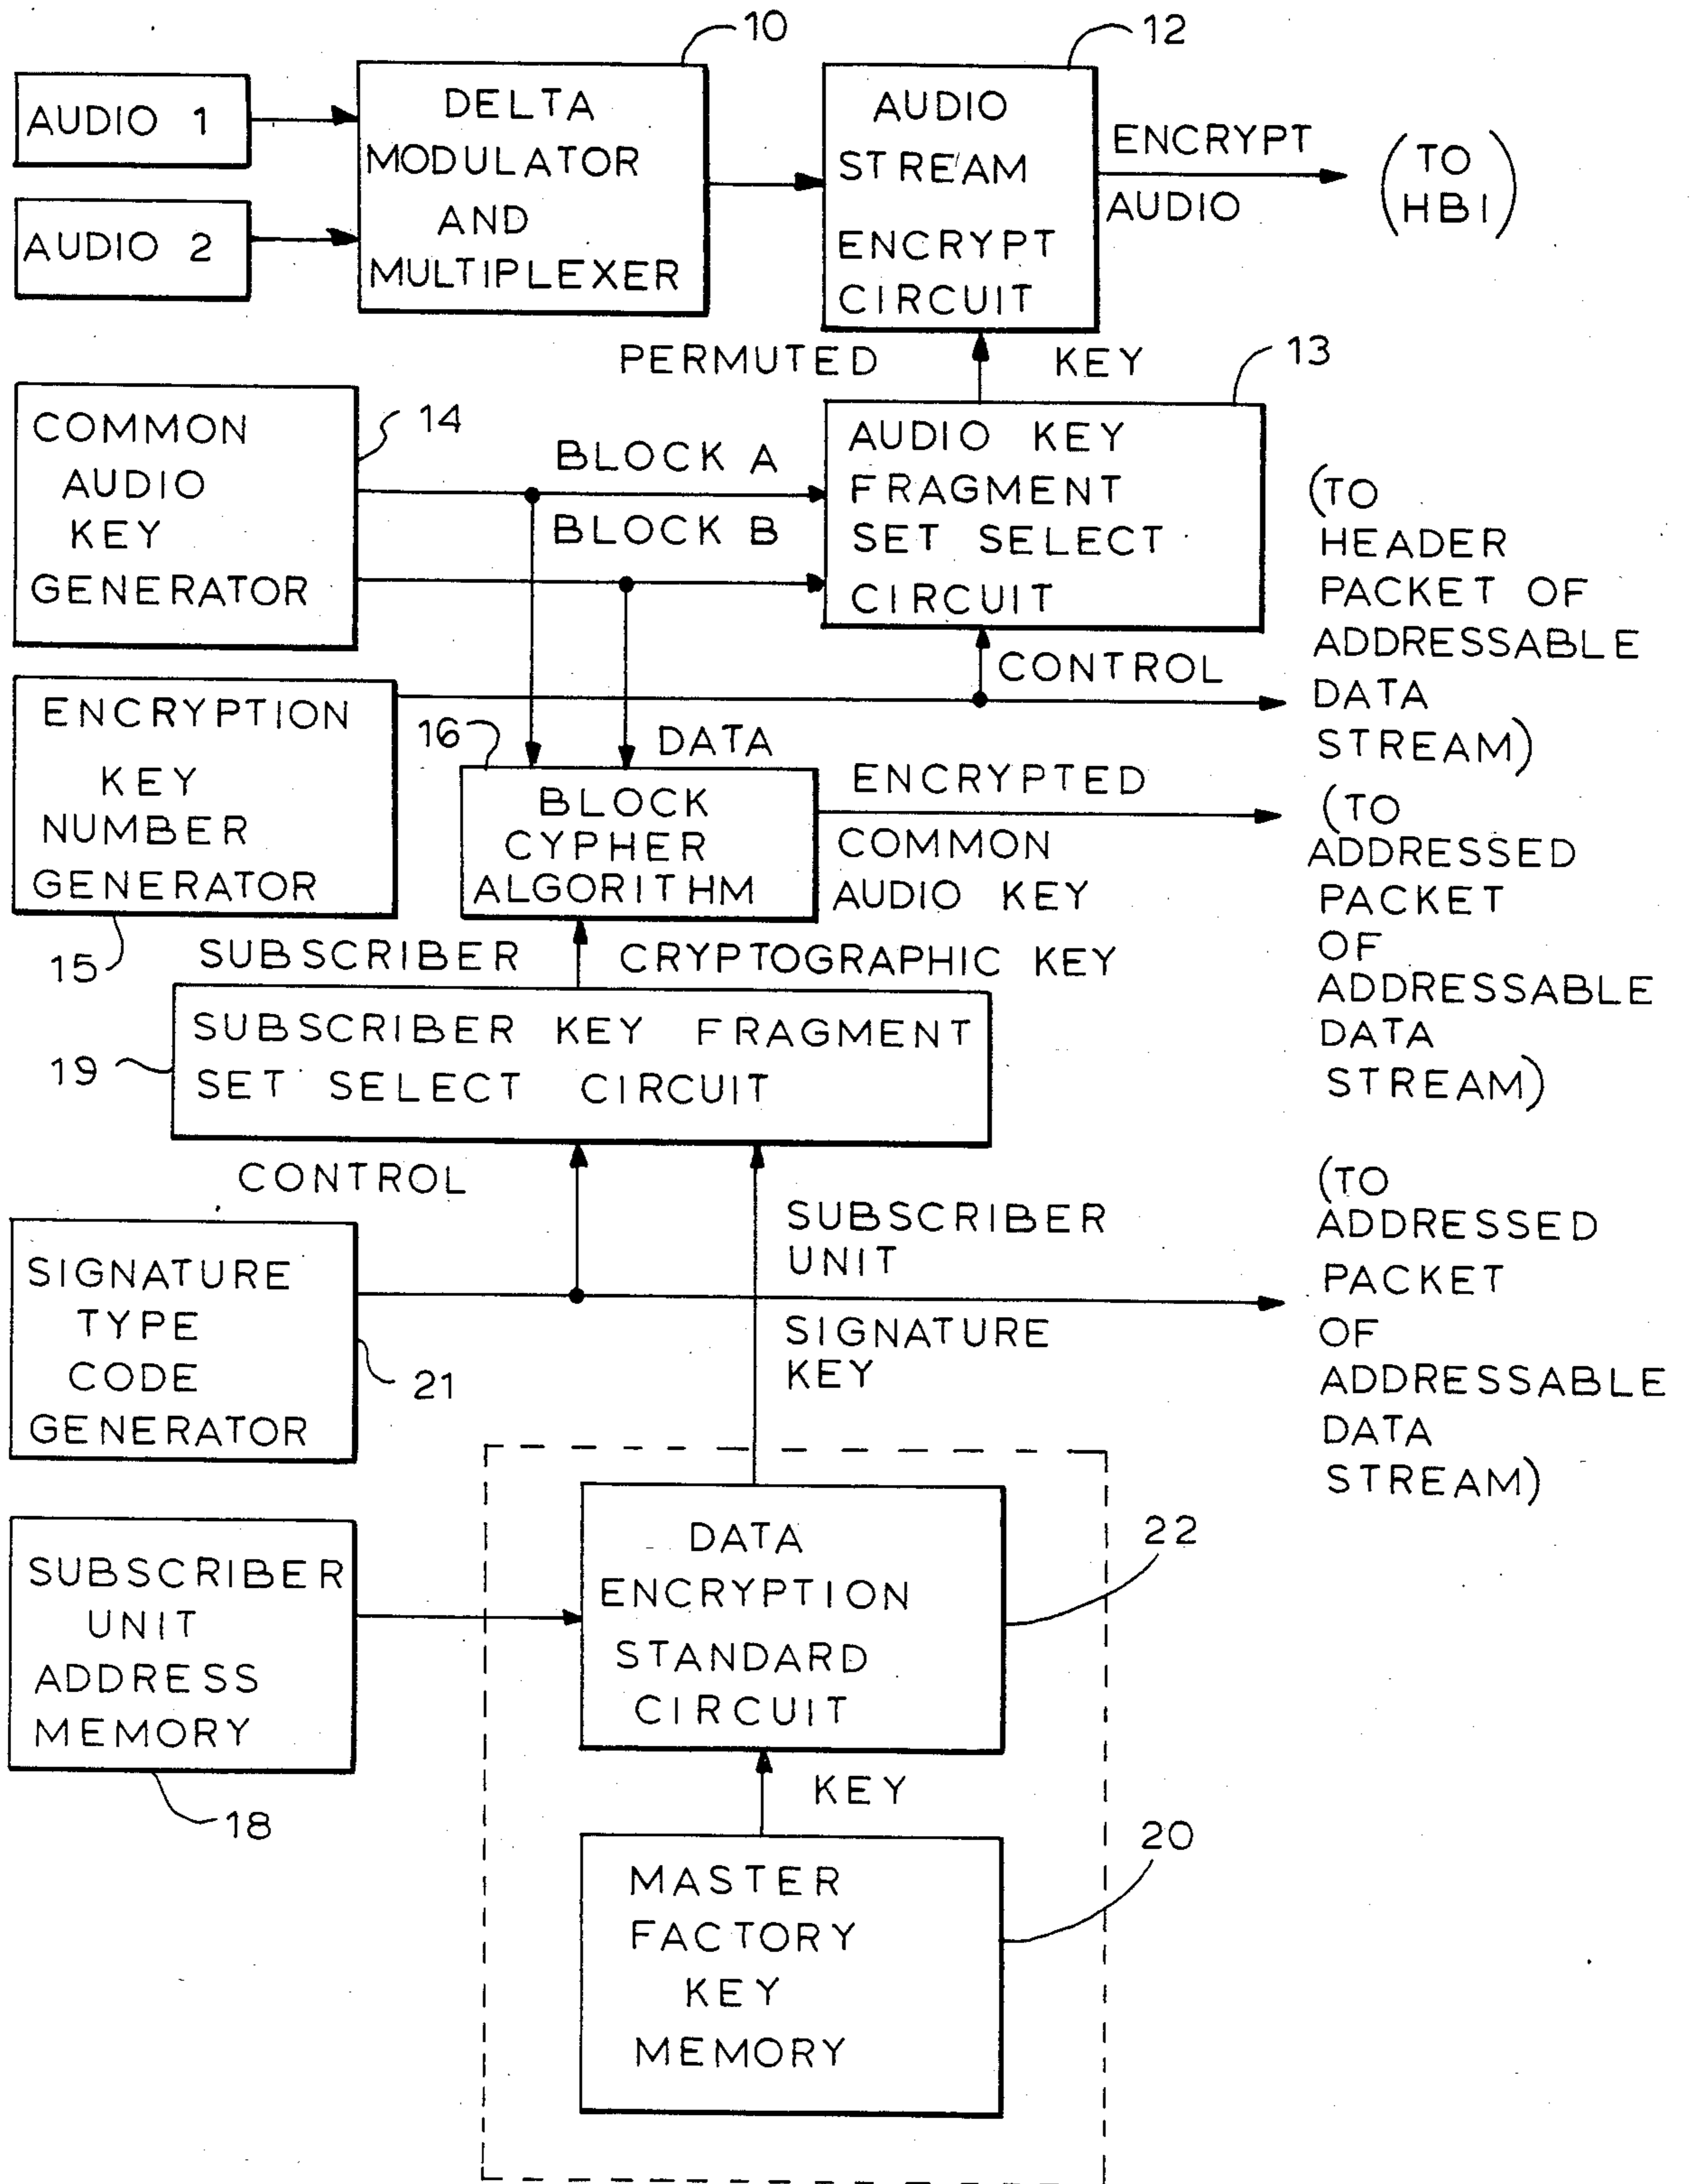 10
12
AUDIO 1
DELTA
MODULATOR
AND
MULTIPLEXER
AUDIO 2
AUDIO
STREAM
ENCRYPT
CIRCUIT
ENCRYPT
AUDIO
(TO
HBI)
PERMUTED KEY
13
COMMON
AUDIO
KEY
GENERATOR
14
BLOCK A
BLOCK B
AUDIO KEY
FRAGMENT
SET SELECT
CIRCUIT
(TO
HEADER
PACKET OF
ADDRESSABLE
DATA
STREAM)
CONTROL
ENCRYPTION
KEY
NUMBER
GENERATOR
15
16
DATA
BLOCK
CYPHER
ALGORITHM
ENCRYPTED
COMMON
AUDIO KEY
(TO
ADDRESSED
PACKET
OF
ADDRESSABLE
DATA
STREAM)
SUBSCRIBER CRYPTOGRAPHIC KEY
19
SUBSCRIBER KEY FRAGMENT
SET SELECT CIRCUIT
CONTROL
SIGNATURE
TYPE
CODE
GENERATOR
21
SUBSCRIBER
UNIT
SIGNATURE
KEY
(TO
ADDRESSED
PACKET
OF
ADDRESSABLE
DATA
STREAM)
SUBSCRIBER
UNIT
ADDRESS
MEMORY
18
DATA
ENCRYPTION
STANDARD
CIRCUIT
22
KEY
MASTER
FACTORY
KEY
MEMORY
20